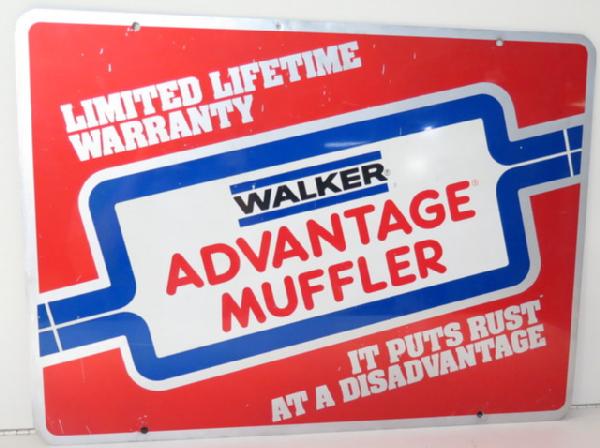 LIMITED LIFETIME
WARRANTY
WALKER®
ADVANTAGE®
MUFFLER
IT PUTS RUST
AT A DISADVANTAGE